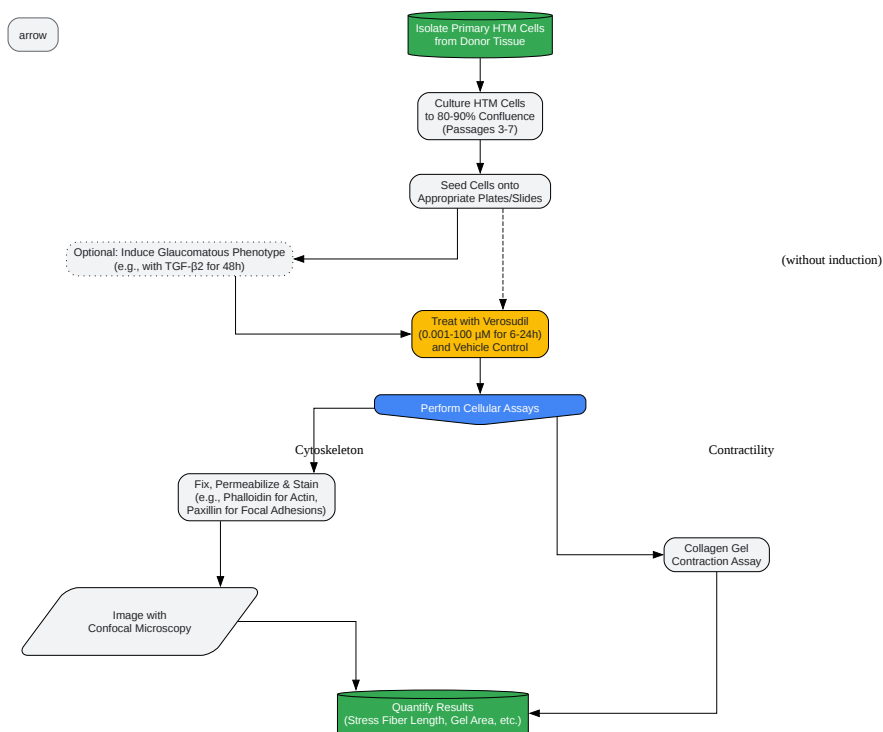 arrow
Isolate Primary HTM Cells
from Donor Tissue
Culture HTM Cells
to 80-90% Confluence
(Passages 3-7)
Seed Cells onto
Appropriate Plates/Slides
Optional: Induce Glaucomatous Phenotype
(e.g., with TGF-β2 for 48h)
(without induction)
Treat with Verosudil
(0.001-100 µM for 6-24h)
and Vehicle Control
Perform Cellular Assays
Cytoskeleton
Contractility
Fix, Permeabilize & Stain
(e.g., Phalloidin for Actin,
Paxillin for Focal Adhesions)
Collagen Gel
Contraction Assay
Image with
Confocal Microscopy
Quantify Results
(Stress Fiber Length, Gel Area, etc.)